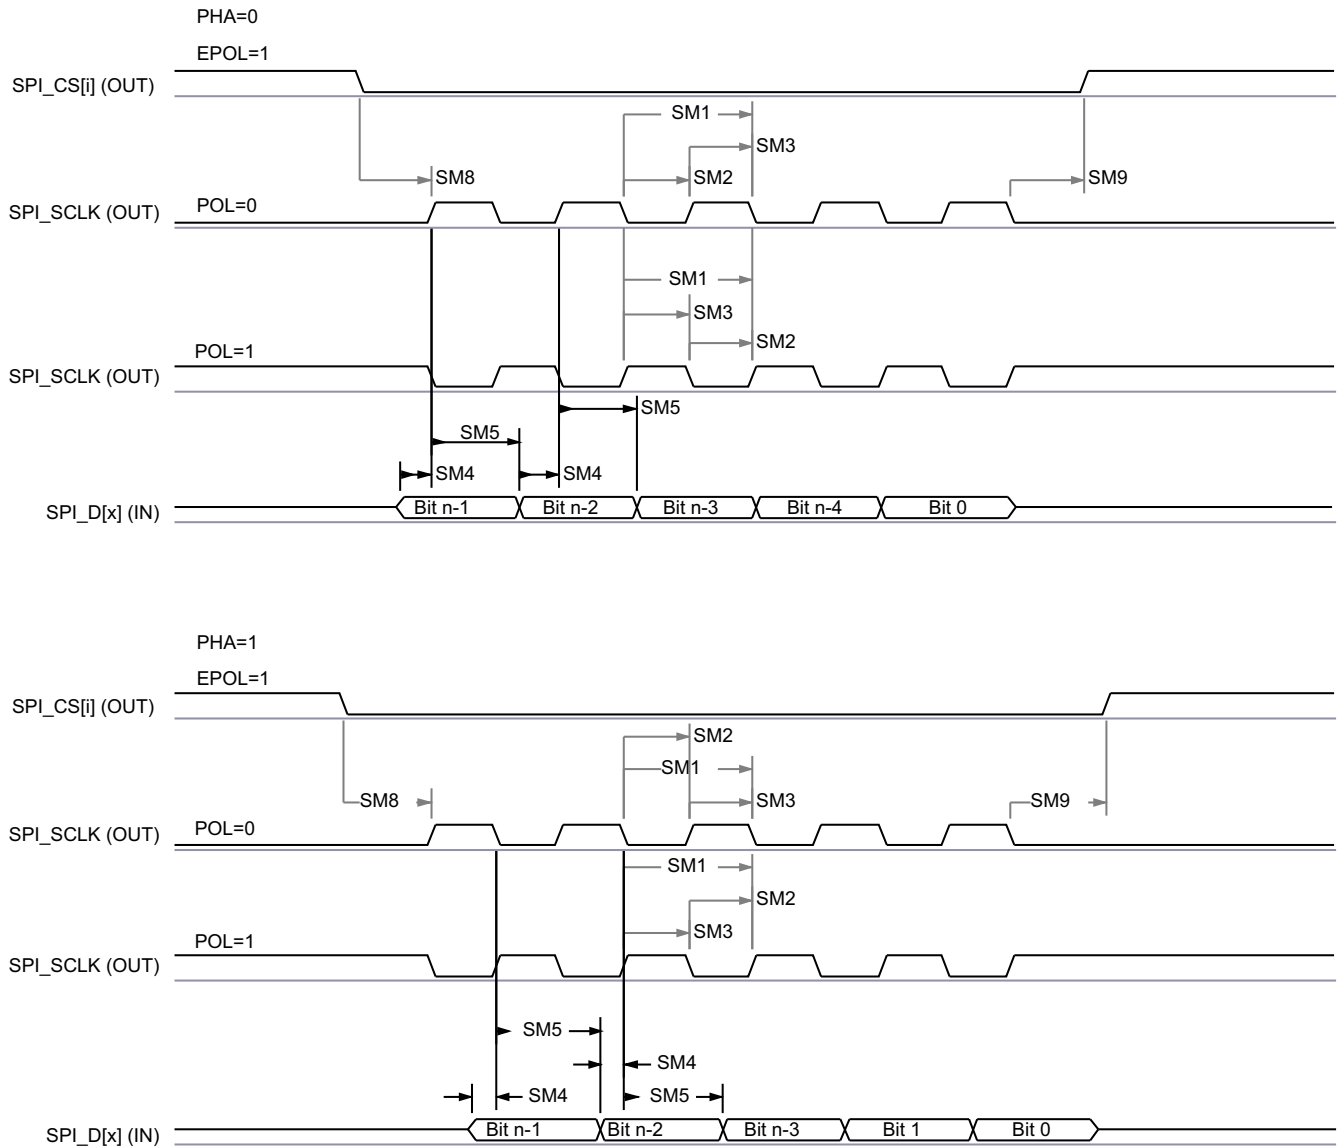 PHA=0
EPOL=1
SPI_CS[i] (OUT)
SM1
SM3
SM8
SM2
SM9
POL=0
SPI_SCLK (OUT)
SM1
SM3
SM2
POL=1
SPI_SCLK (OUT)
SM5
SM5
SM4
SM4
SPI_D[x] (IN)
Bit n-1
Bit n-2
Bit n-3
Bit n-4
Bit 0
PHA=1
EPOL=1
SPI_CS[i] (OUT)
SM2
SM1
SM8
SM3
SM9
POL=0
SPI_SCLK (OUT)
SM1
SM2
SM3
POL=1
SPI_SCLK (OUT)
SM5
SM4
SM4
SM5
SPI_D[x] (IN)
Bit n-1
Bit n-2
Bit n-3
Bit 1
Bit 0